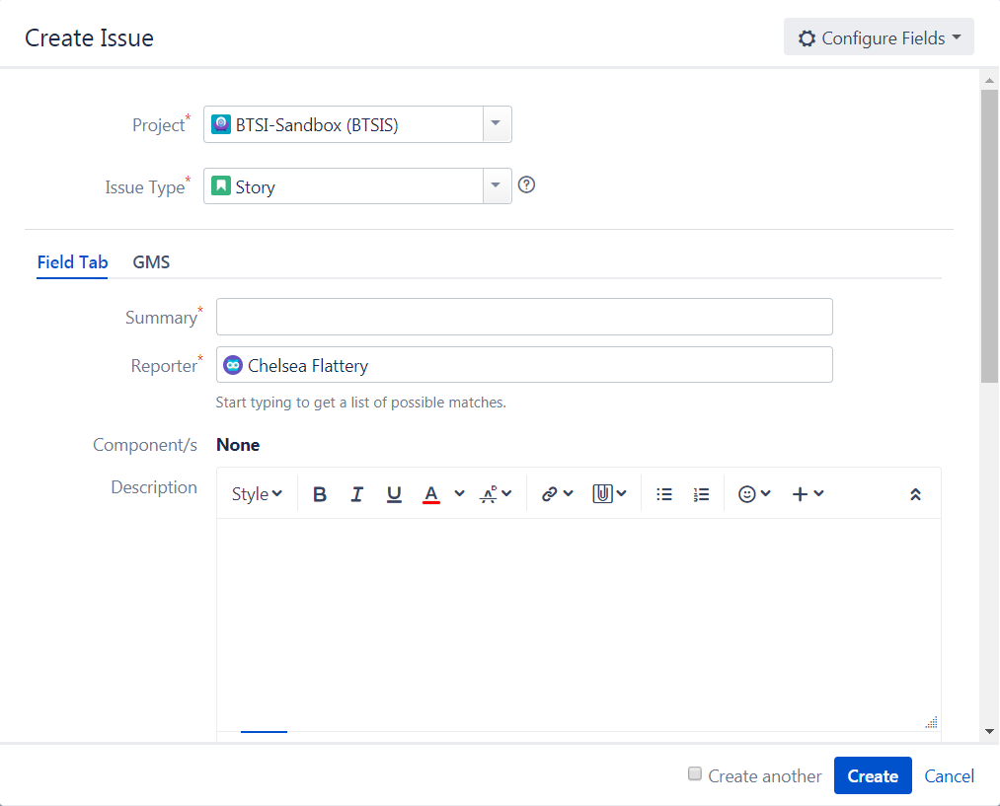 Create Issue
Configure Fields
Project*
BTSI-Sandbox (BTSIS)
Issue Type*
Story
Field Tab GMS
Summary*
Reporter*
Chelsea Flattery
Start typing to get a list of possible matches.
Component/s None
Description
Style B I U A
Create another Create Cancel